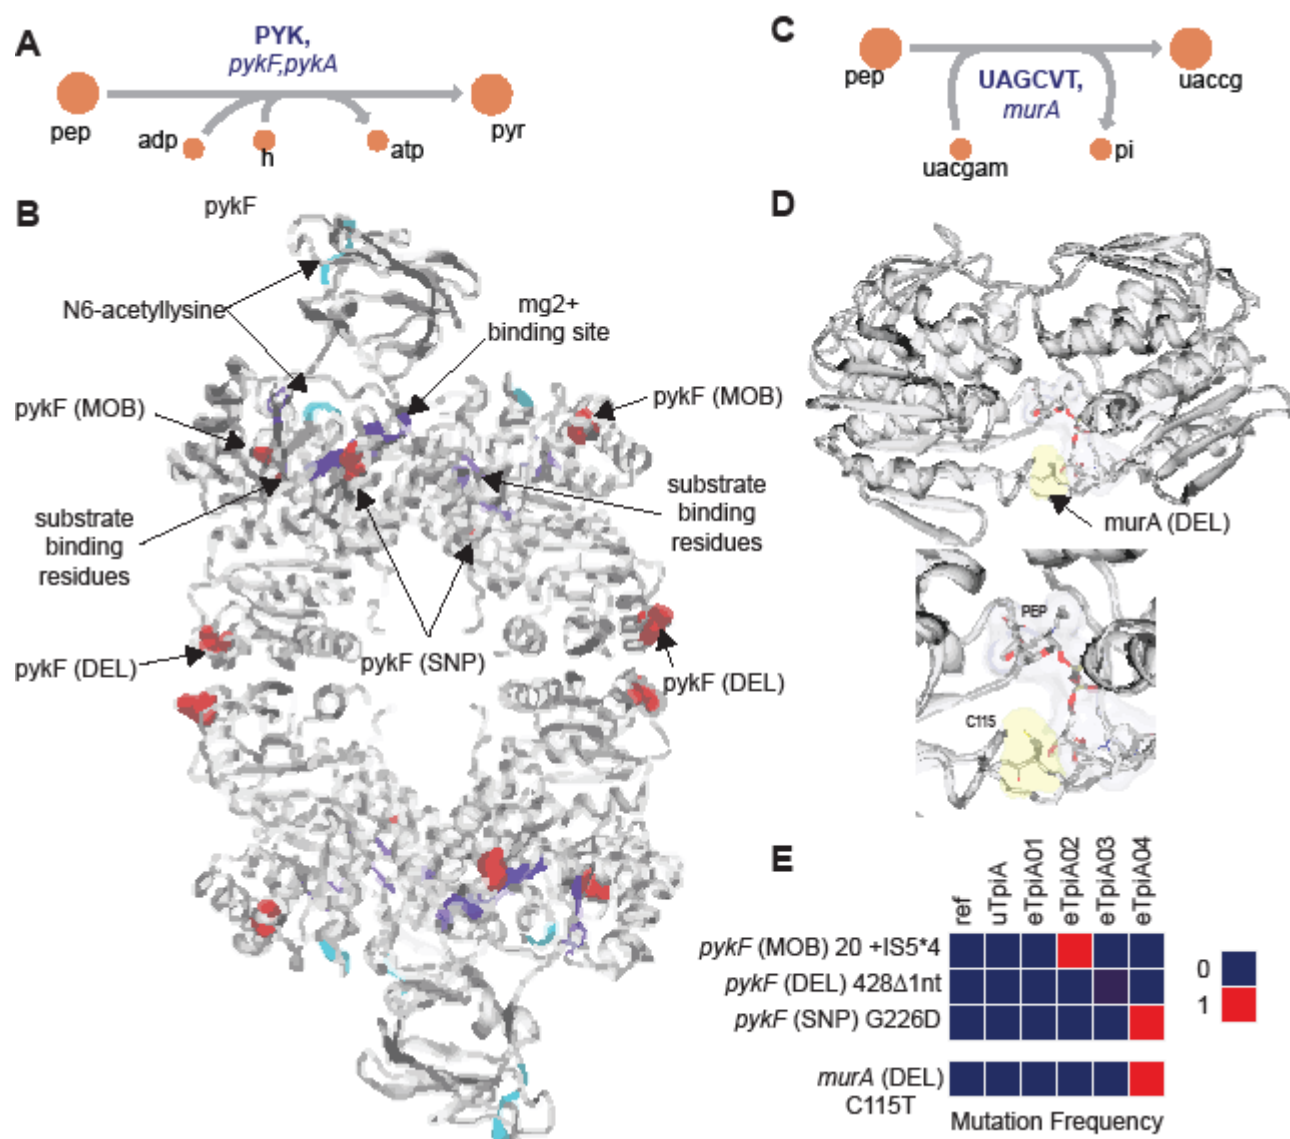 A
PYK,
pykF,pykA
pep
adp
h
atp
pyr
C
pep
UAGCVT,
murA
uaccg
uacgam
pi
B
pykF
N6-acetyllysine
mg2+
binding site
pykF (MOB)
pykF (MOB)
substrate
binding
residues
substrate
binding
residues
pykF (DEL)
pykF (SNP)
pykF (DEL)
D
murA (DEL)
PEP
C115
E
ref
uTpiA
eTpiA01
eTpiA02
eTpiA03
eTpiA04
pykF (MOB) 20 +IS5*4
pykF (DEL) 428Δ1nt
pykF (SNP) G226D
murA (DEL)
C115T
Mutation Frequency
0
1